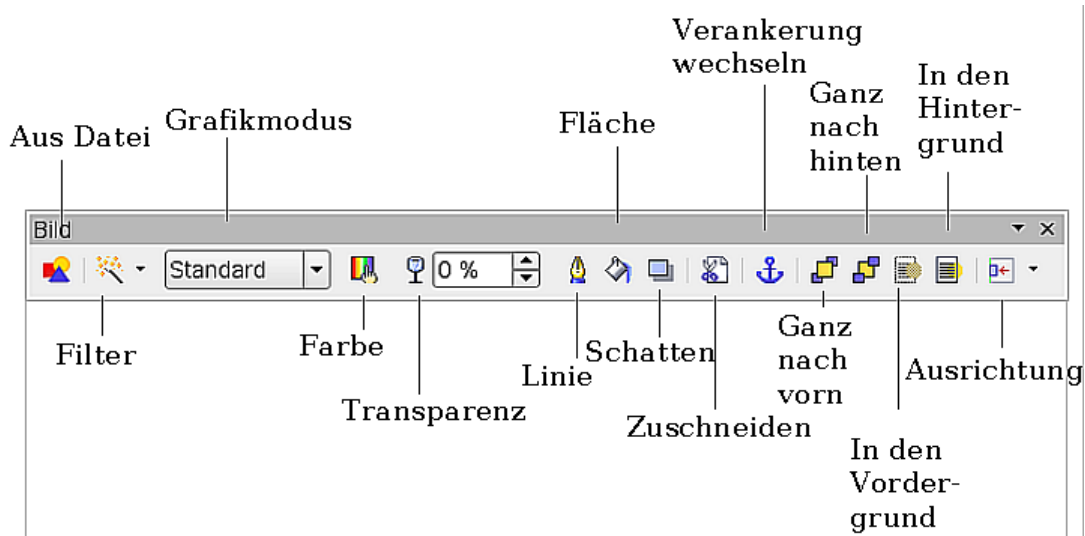 Verankerung
wechseln
In den
Hinter-
grund
Ganz
nach
hinten
Aus Datei
Grafikmodus
Fläche
Bild
Standard
0 %
Filter
Farbe
Transparenz
Linie
Schatten
Zuschneiden
Ganz
nach
vorn
Ausrichtung
In den
Vorder-
grund